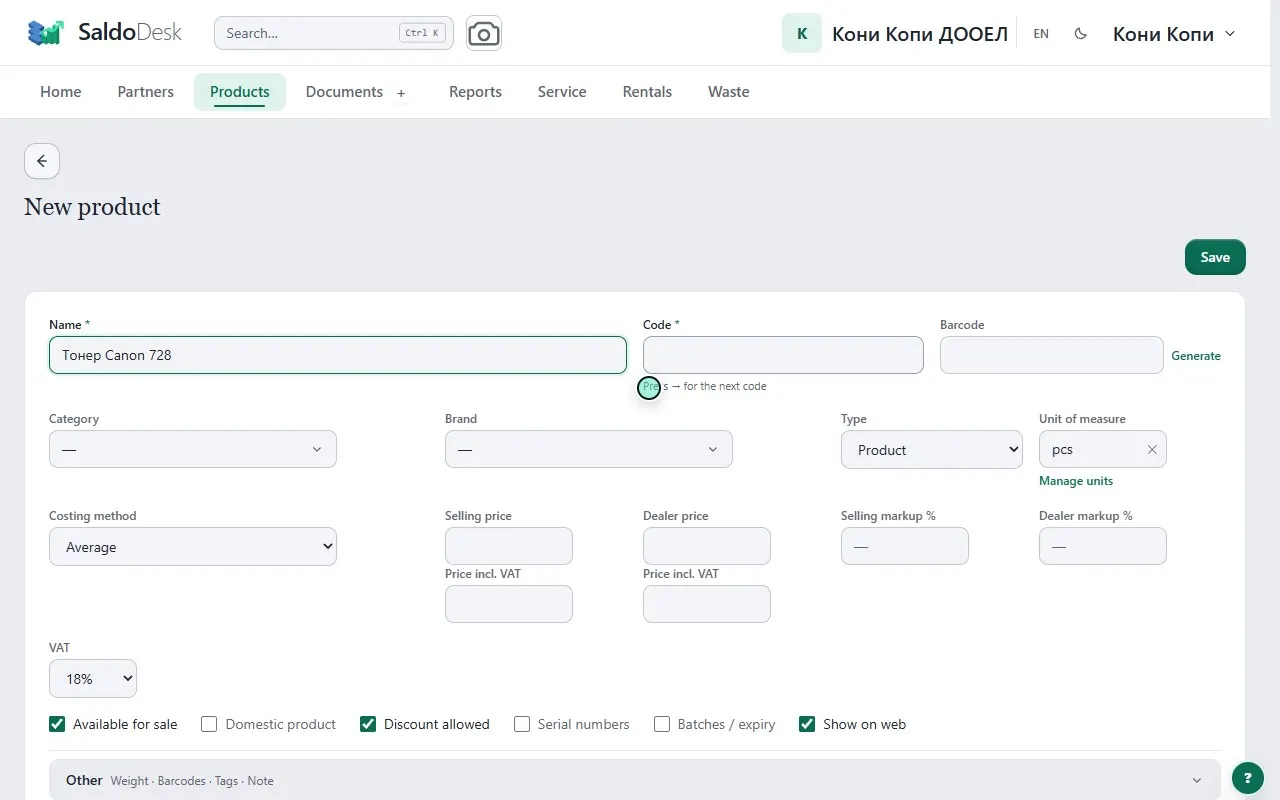 SaldoDesk
Search... Ctrl K
K Кони Копи ДООЕЛ EN Кони Копи
Home Partners Products Documents + Reports Service Rentals Waste
New product
Save
Name * Code * Barcode
Тонер Canon 728 Generate
Press → for the next code
Category Brand Type Unit of measure
— — Product pcs
Manage units
Costing method Selling price Dealer price Selling markup % Dealer markup %
Average — —
Price incl. VAT Price incl. VAT
VAT
18%
Available for sale Domestic product Discount allowed Serial numbers Batches / expiry Show on web
Other Weight · Barcodes · Tags · Note
?